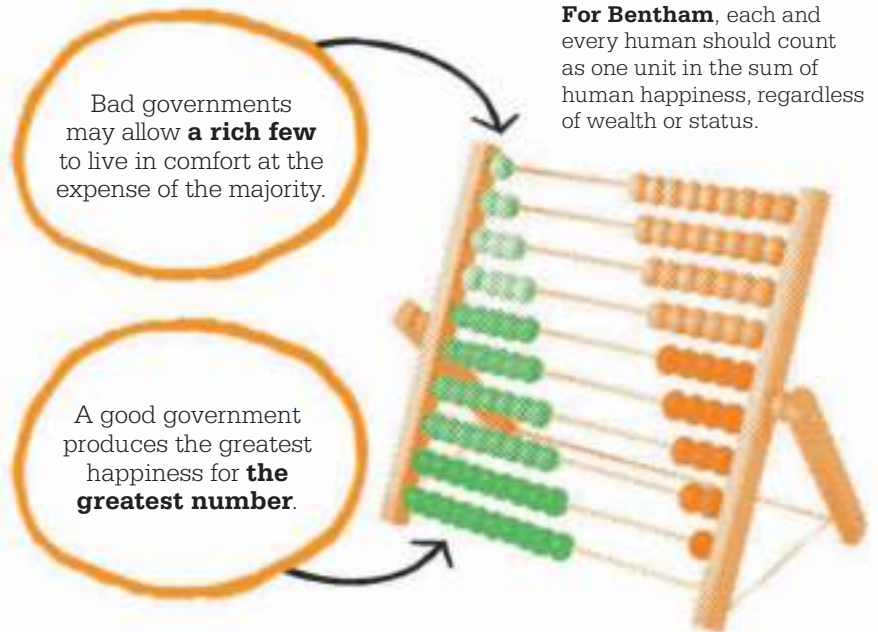 For Bentham, each and
every human should count
as one unit in the sum of
human happiness, regardless
of wealth or status.
Bad governments
may allow a rich few
to live in comfort at the
expense of the majority.
A good government
produces the greatest
happiness for the
greatest number.